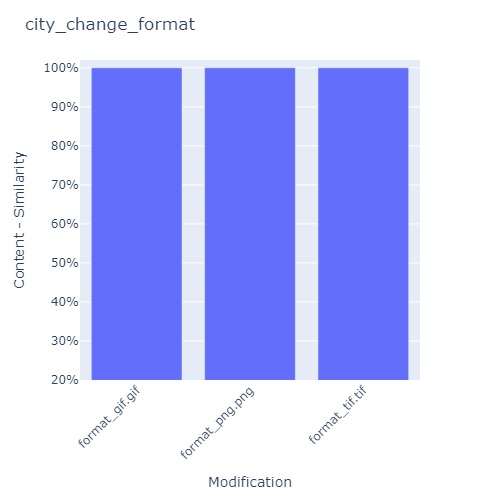 city_change_format
Content - Similarity
100%
90%
80%
70%
60%
50%
40%
30%
20%
format_gif.gif
format_png.png
format_tif.tif
Modification